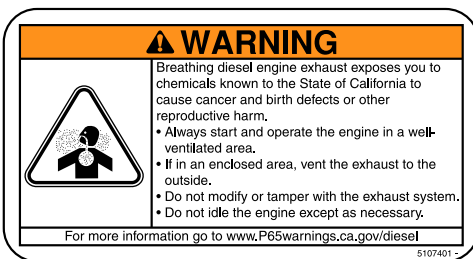 WARNING
Breathing diesel engine exhaust exposes you to
chemicals known to the State of California to
cause cancer and birth defects or other
reproductive harm.
• Always start and operate the engine in a well-
ventilated area.
• If in an enclosed area, vent the exhaust to the
outside.
• Do not modify or tamper with the exhaust system.
• Do not idle the engine except as necessary.
For more information go to www.P65warnings.ca.gov/diesel
5107401 -